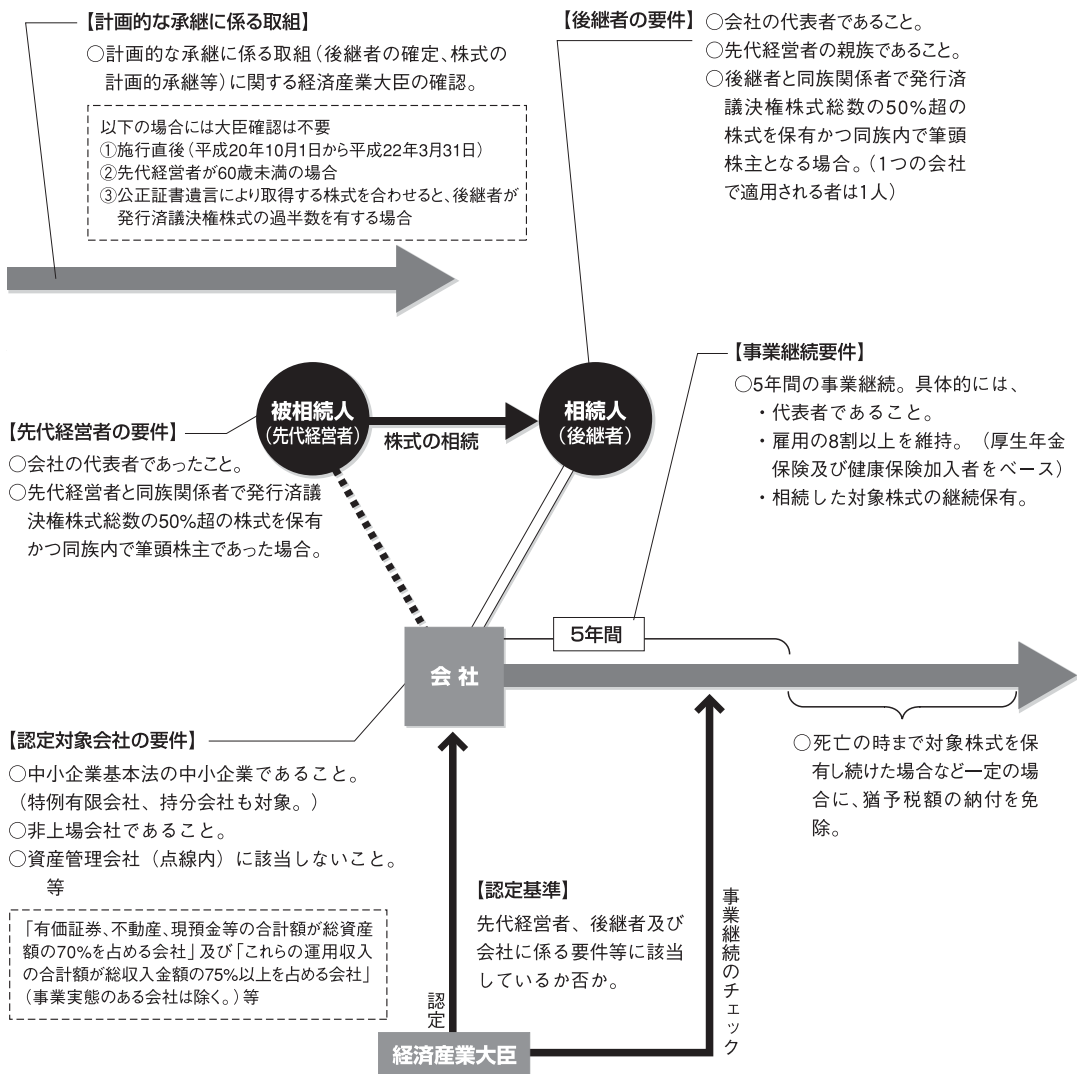 【計画的な承継に係る取組】
○計画的な承継に係る取組（後継者の確定、株式の
計画的承継等）に関する経済産業大臣の確認。
以下の場合には大臣確認は不要
①施行直後（平成20年10月1日から平成22年3月31日）
②先代経営者が60歳未満の場合
③公正証書遺言により取得する株式を合わせると、後継者が
発行済議決権株式の過半数を有する場合
【後継者の要件】
○会社の代表者であること。
○先代経営者の親族であること。
○後継者と同族関係者で発行済
議決権株式総数の50％超の
株式を保有かつ同族内で筆頭
株主となる場合。（1つの会社
で適用される者は1人）
被相続人
（先代経営者）
株式の相続
相続人
（後継者）
【先代経営者の要件】
○会社の代表者であったこと。
○先代経営者と同族関係者で発行済議
決権株式総数の50％超の株式を保有
かつ同族内で筆頭株主であった場合。
【事業継続要件】
○5年間の事業継続。具体的には、
・代表者であること。
・雇用の8割以上を維持。（厚生年金
保険及び健康保険加入者をベース）
・相続した対象株式の継続保有。
5年間
会社
【認定対象会社の要件】
○中小企業基本法の中小企業であること。
（特例有限会社、持分会社も対象。）
○非上場会社であること。
○資産管理会社（点線内）に該当しないこと。
等
「有価証券、不動産、現預金等の合計額が総資産
額の70％を占める会社」及び「これらの運用収入
の合計額が総収入金額の75％以上を占める会社」
（事業実態のある会社は除く。）等
○死亡の時まで対象株式を保
有し続けた場合など一定の場
合に、猶予税額の納付を免
除。
【認定基準】
先代経営者、後継者及び
会社に係る要件等に該当
しているか否か。
認定
事業継続のチェック
経済産業大臣